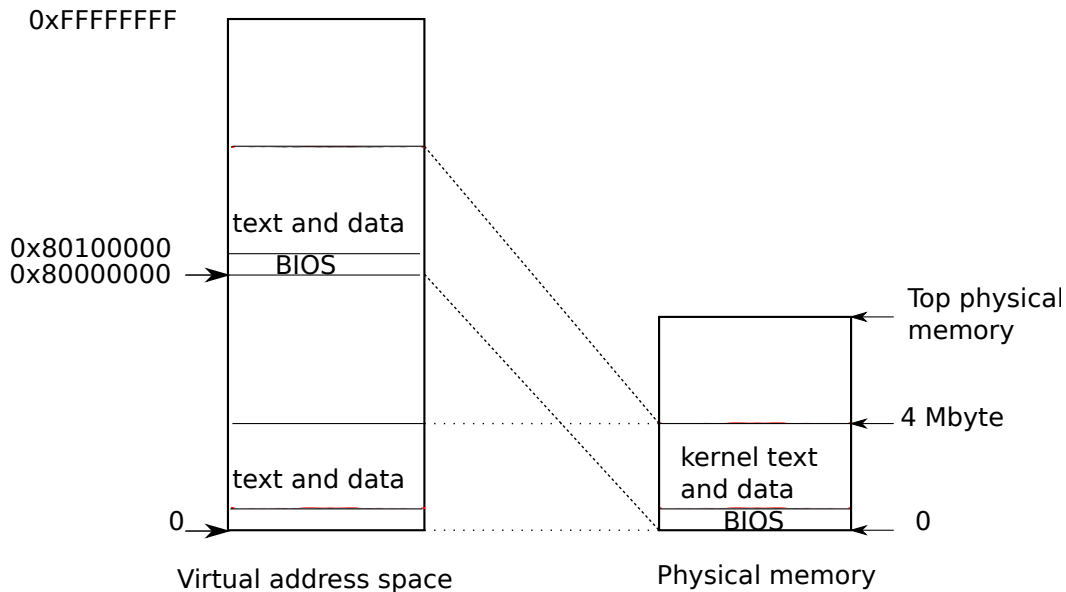 0xFFFFFFFF
text and data
0x80100000
BIOS
0x80000000
text and data
0
Virtual address space
Top physical
memory
4 Mbyte
kernel text
and data
BIOS
0
Physical memory